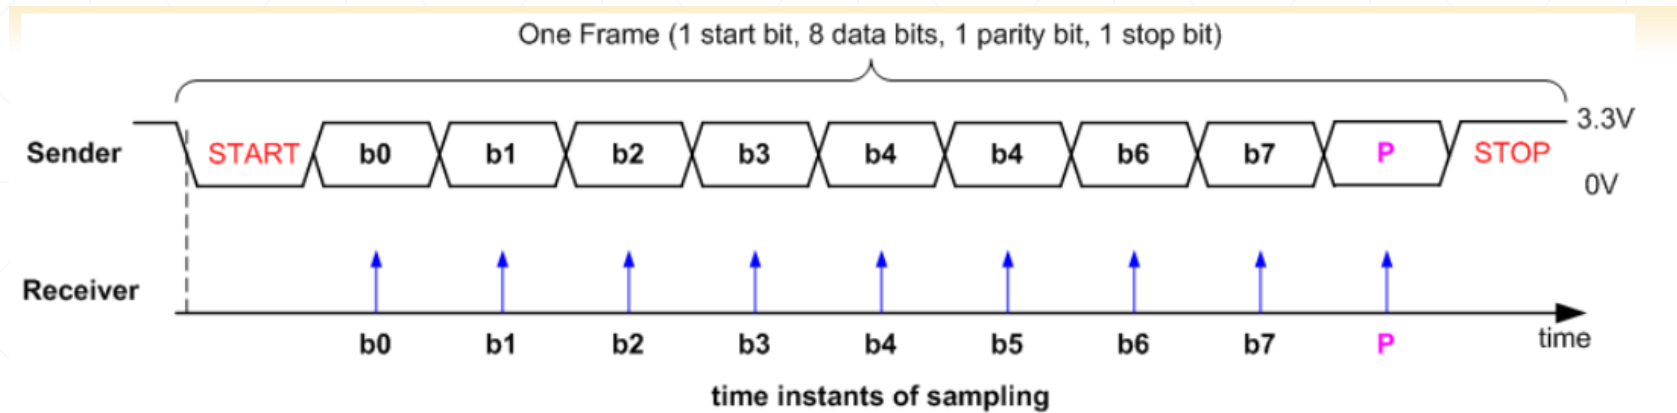 One Frame (1 start bit, 8 data bits, 1 parity bit, 1 stop bit)
3.3V
Sender START b0 b1 b2 b3 b4 b4 b6 b7 P STOP
0V
Receiver
b0 b1 b2 b3 b4 b5 b6 b7 P time
time instants of sampling